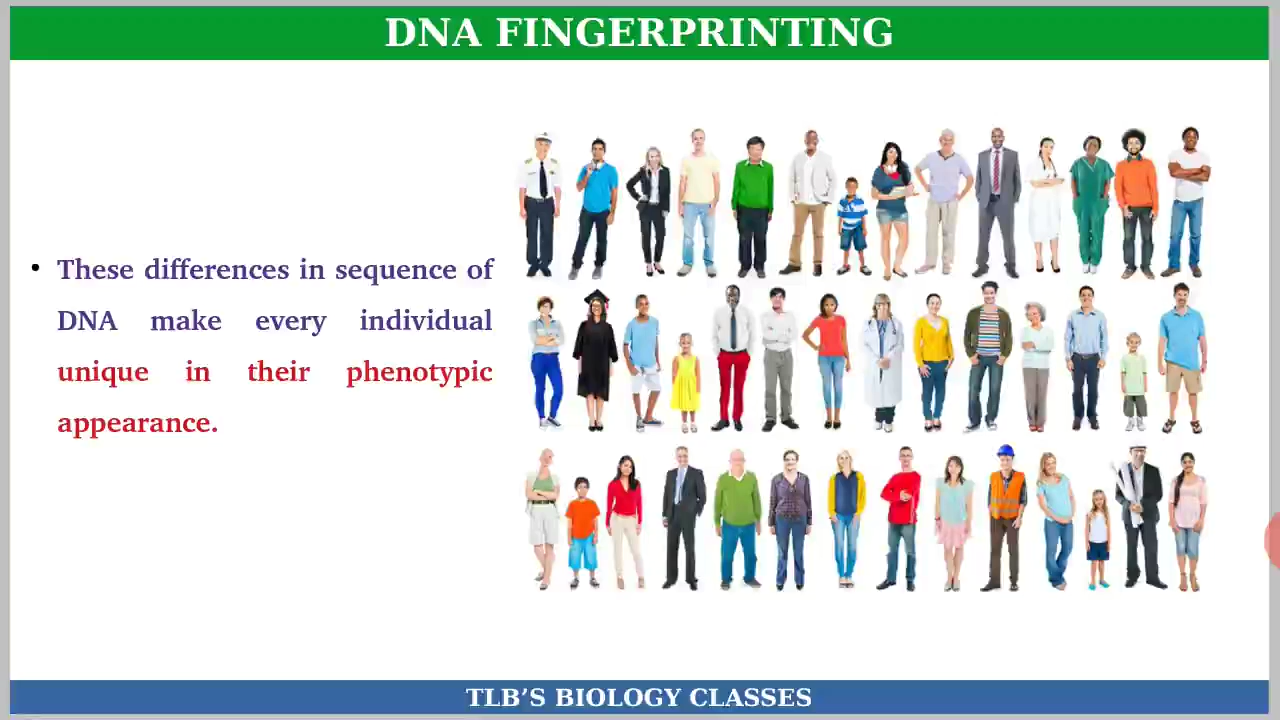 DNA FINGERPRINTING
• These differences in sequence of
DNA make every individual
unique in their phenotypic
appearance.
TLB’S BIOLOGY CLASSES